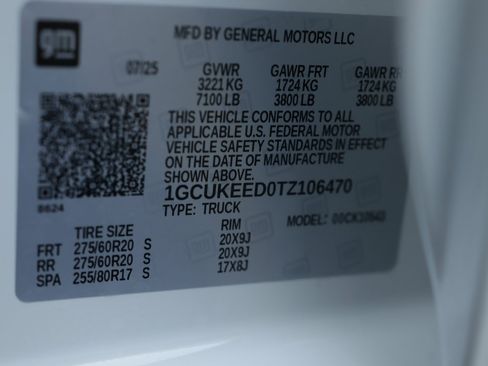 gm
MFD BY GENERAL MOTORS LLC
07/25 GVWR GAWR FRT GAWR RR
3221 KG 1724 KG 1724 KG
7100 LB 3800 LB 3800 LB
THIS VEHICLE CONFORMS TO ALL
APPLICABLE U.S. FEDERAL MOTOR
VEHICLE SAFETY STANDARDS IN EFFECT
ON THE DATE OF MANUFACTURE
SHOWN ABOVE.
1GCUKEED0TZ106470
8624
TYPE: TRUCK
MODEL:
TIRE SIZE RIM
FRT 275/60R20 S 20X9J
RR 275/60R20 S 20X9J
SPA 255/80R17 S 17X8J